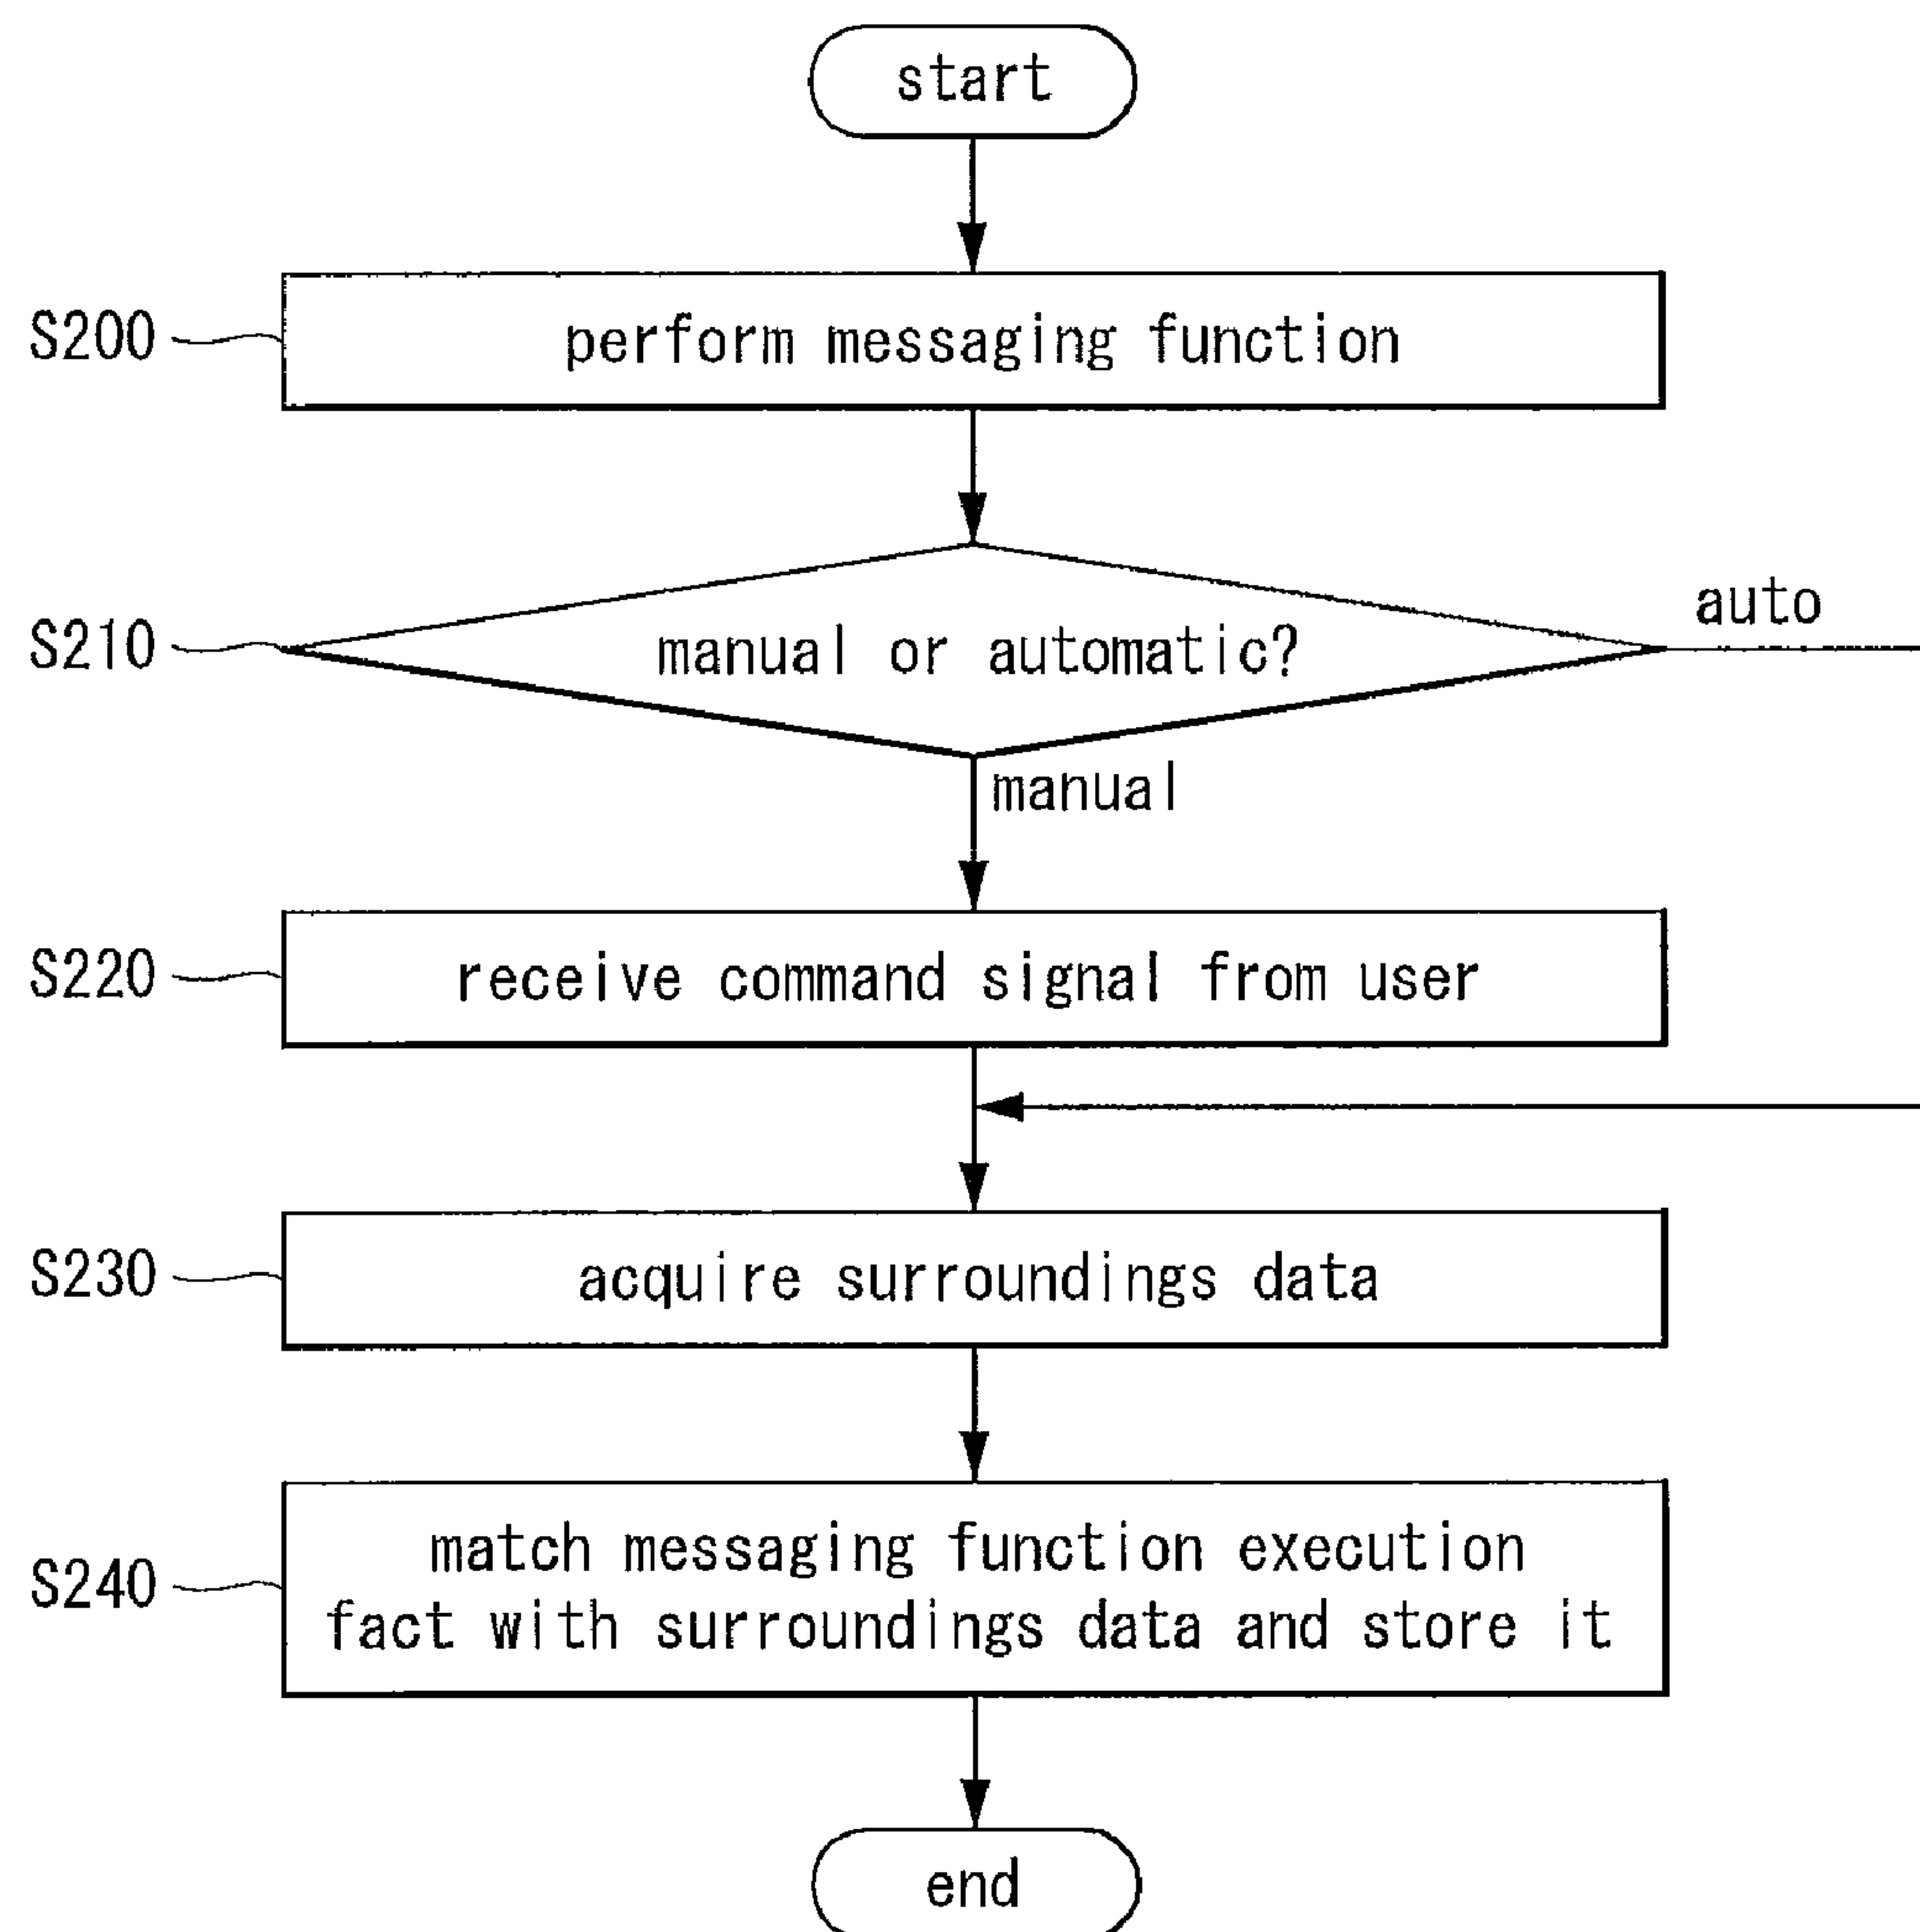 start
S200
perform messaging function
S210
manual or automatic?
auto
manual
S220
receive command signal from user
S230
acquire surroundings data
S240
match messaging function execution
fact with surroundings data and store it
end